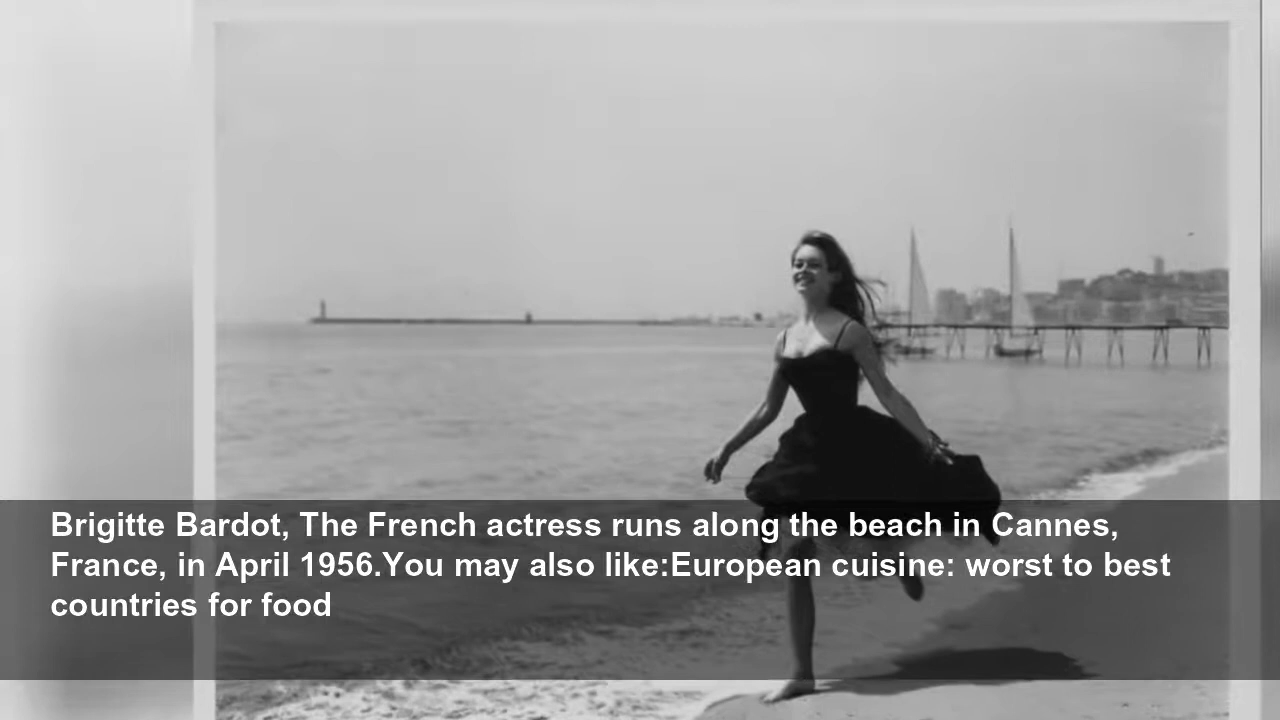 Brigitte Bardot, The French actress runs along the beach in Cannes,
France, in April 1956.You may also like:European cuisine: worst to best
countries for food